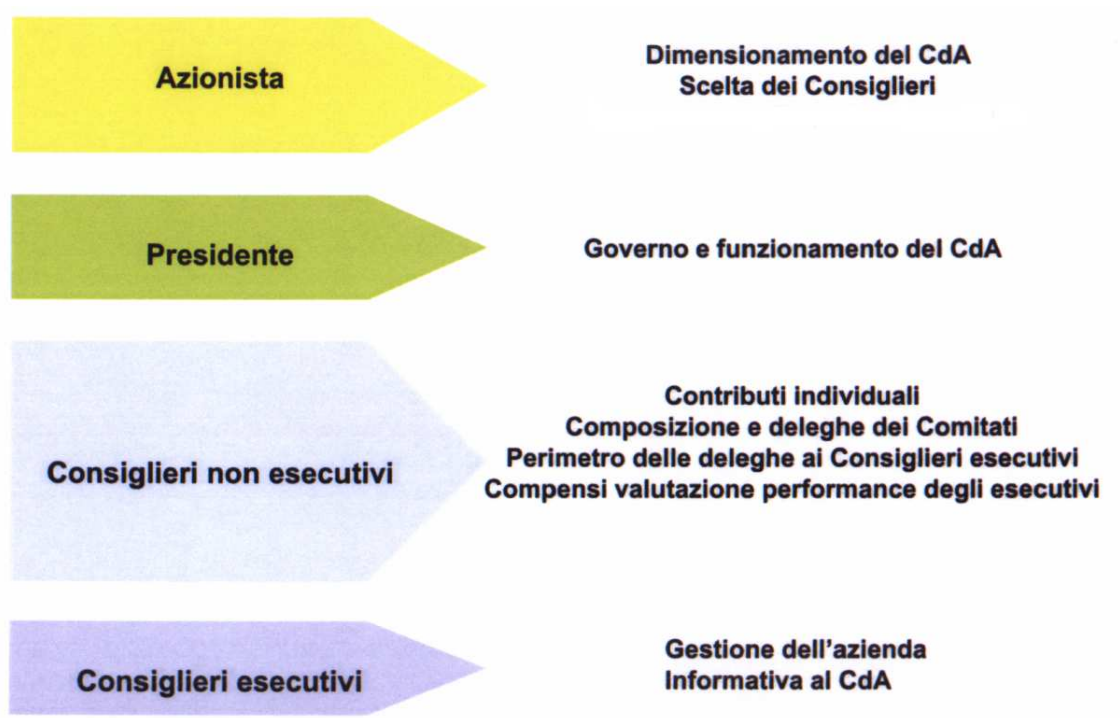 Azionista
Dimensionamento del CdA
Scelta dei Consiglieri
Presidente
Governo e funzionamento del CdA
Consiglieri non esecutivi
Contributi individuali
Composizione e deleghe dei Comitati
Perimetro delle deleghe ai Consiglieri esecutivi
Compensi valutazione performance degli esecutivi
Consiglieri esecutivi
Gestione dell'azienda
Informativa al CdA